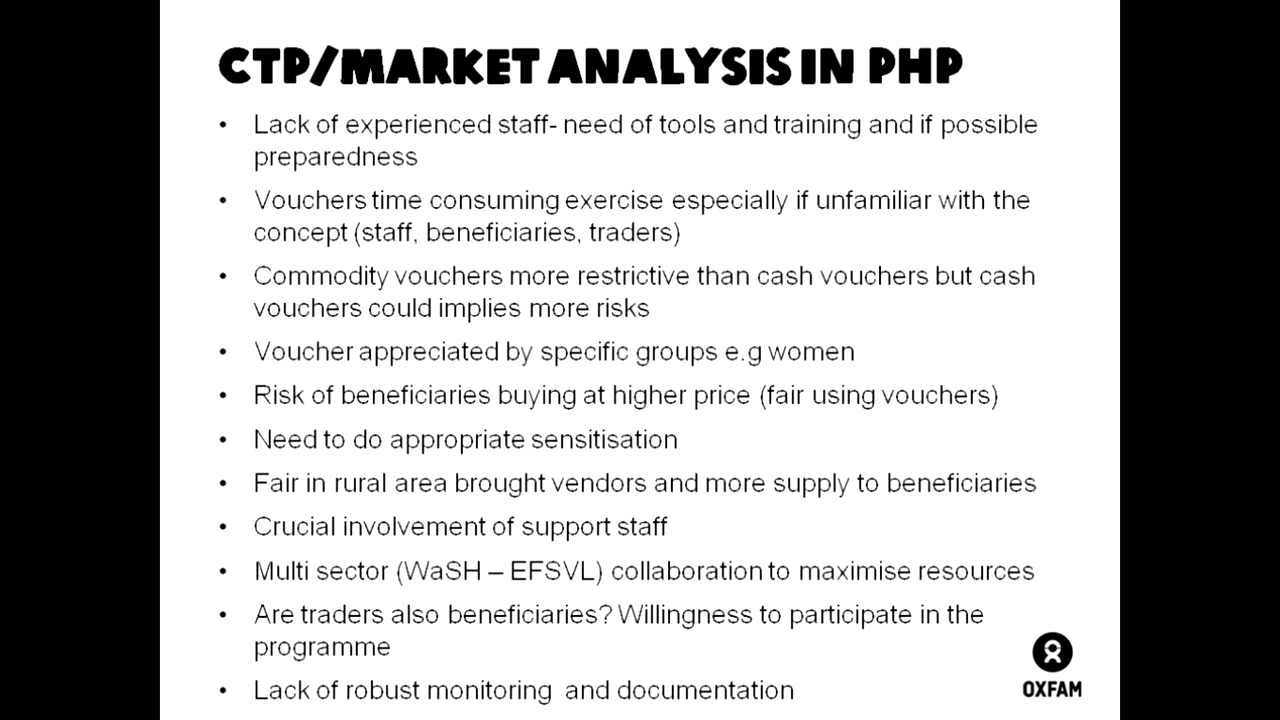 CTP/MARKET ANALYSIS IN PHP
• Lack of experienced staff- need of tools and training and if possible
preparedness
• Vouchers time consuming exercise especially if unfamiliar with the
concept (staff, beneficiaries, traders)
• Commodity vouchers more restrictive than cash vouchers but cash
vouchers could implies more risks
• Voucher appreciated by specific groups e.g women
• Risk of beneficiaries buying at higher price (fair using vouchers)
• Need to do appropriate sensitisation
• Fair in rural area brought vendors and more supply to beneficiaries
• Crucial involvement of support staff
• Multi sector (WaSH – EFSVL) collaboration to maximise resources
• Are traders also beneficiaries? Willingness to participate in the
programme
• Lack of robust monitoring  and documentation
OXFAM